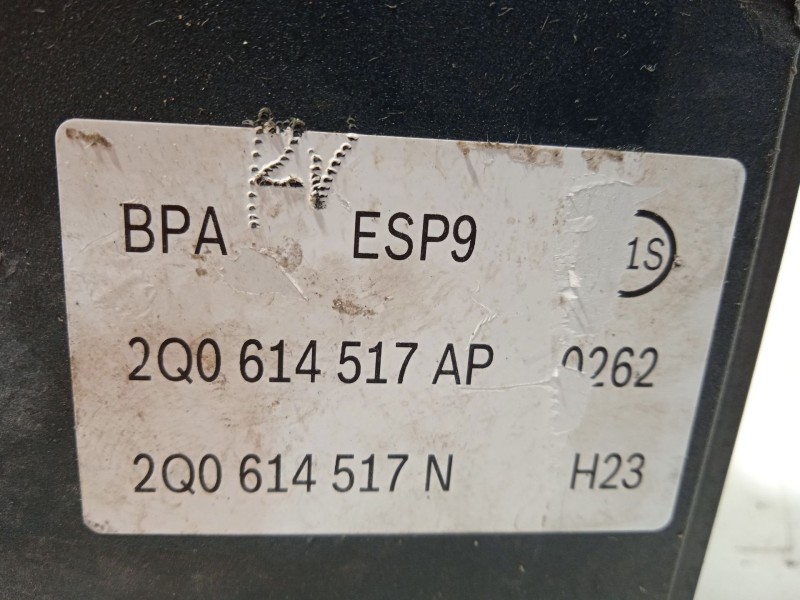 BPA ESP9 1S
2Q0 614 517 AP 0262
2Q0 614 517 N H23